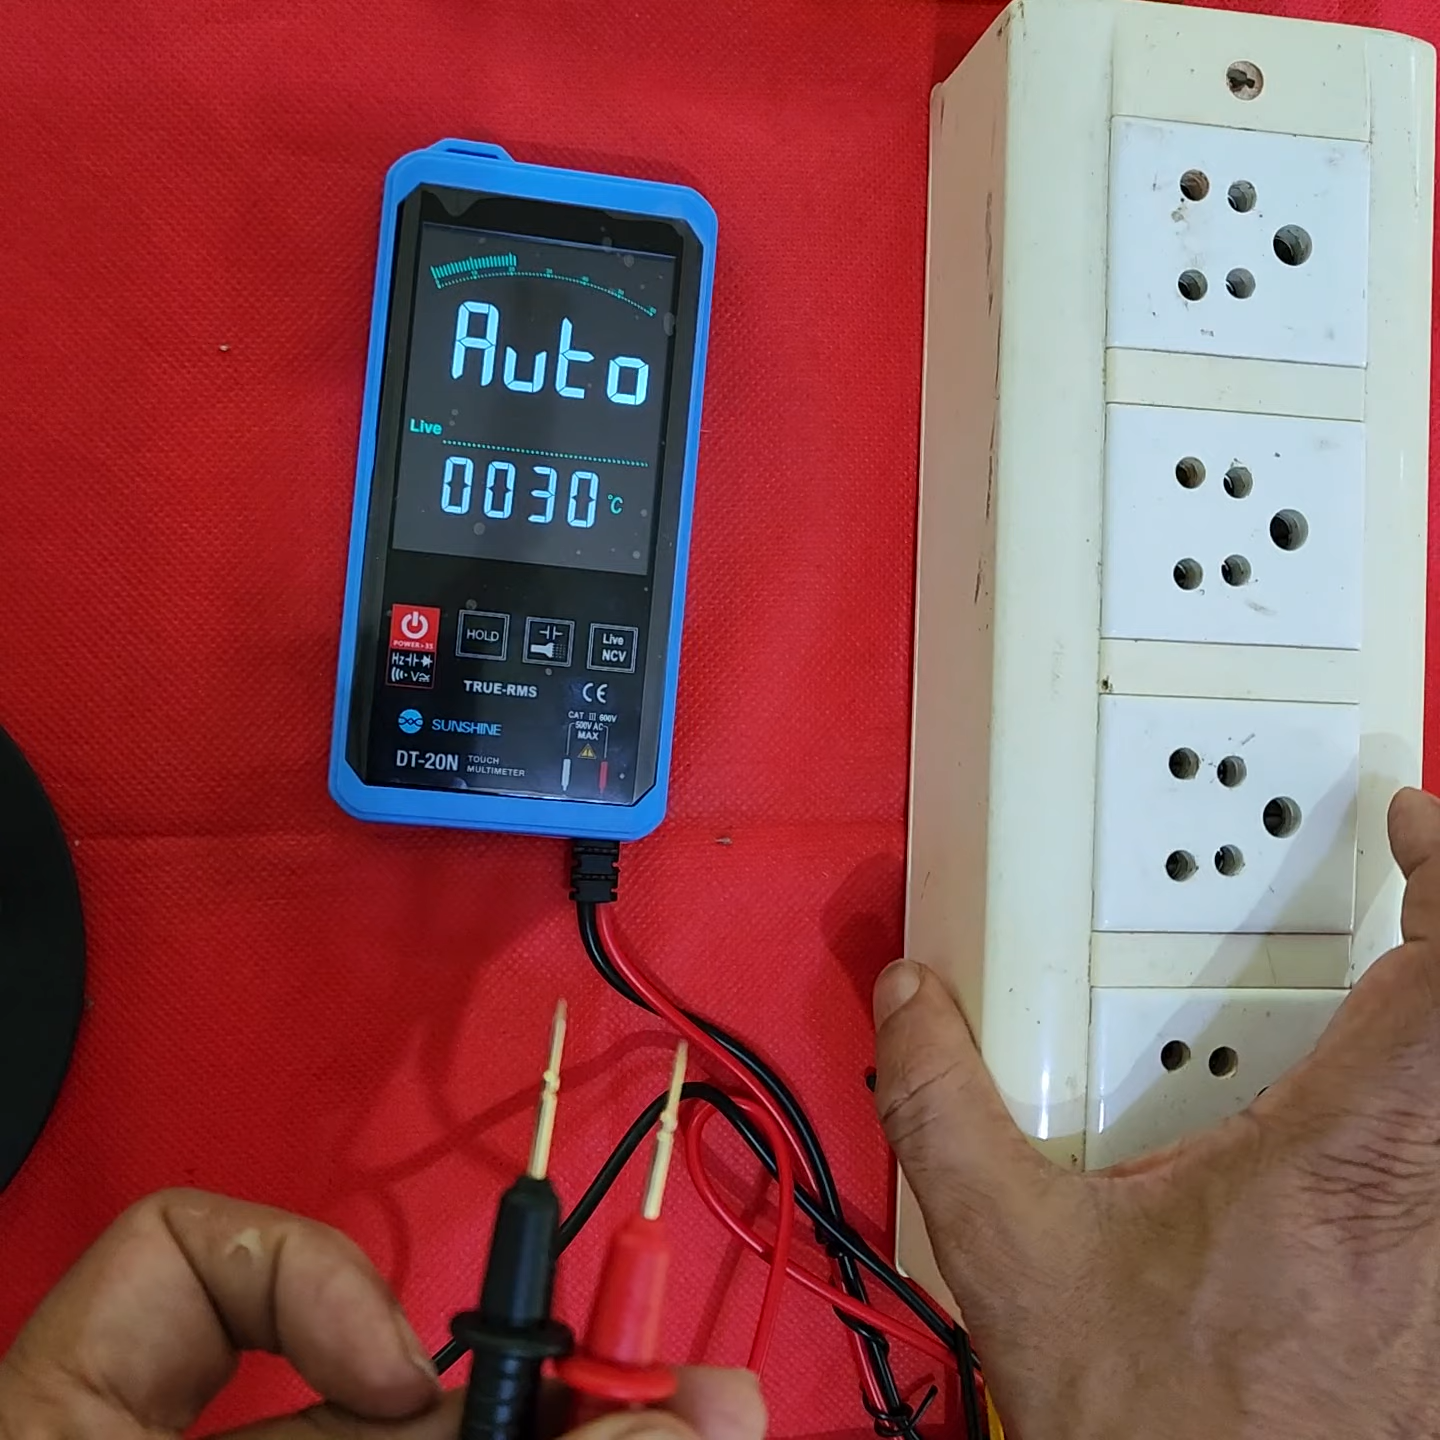 Auto
Live
0030 °C
POWER>3S
HOLD
Live
NCV
Hz
V
TRUE-RMS
CE
CAT III 600V
500V AC
MAX
SUNSHINE
DT-20N TOUCH
MULTIMETER